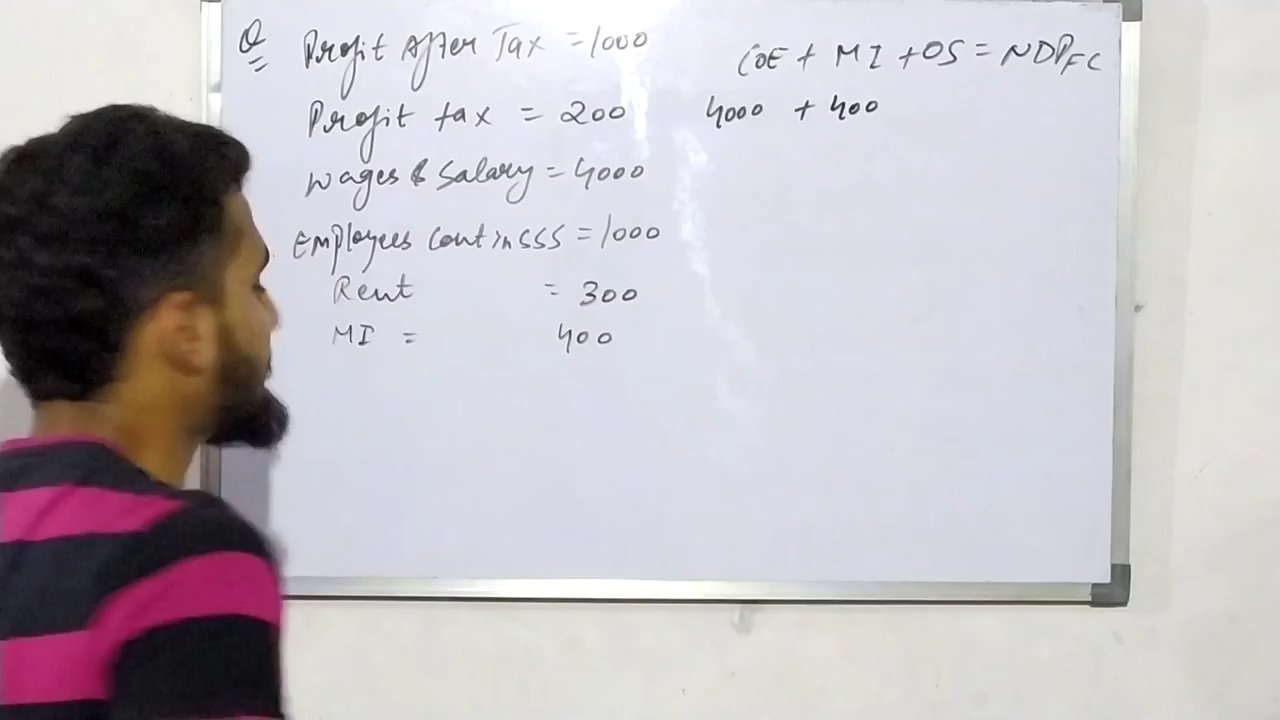 Q Profit After Tax = 1000
Profit tax = 200
Wages & Salary = 4000
Employees cont in SSS = 1000
Rent = 300
MI = 400
COE + MI + OS = NDPFC
4000 + 400